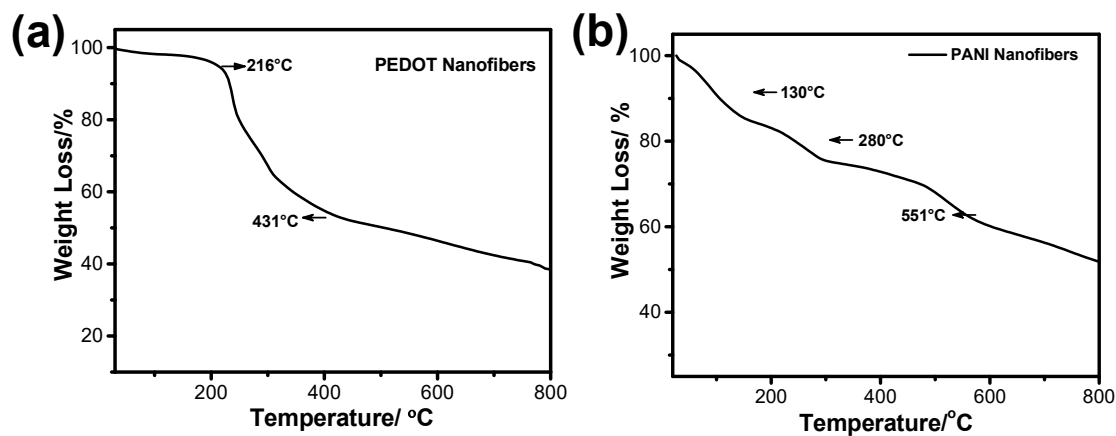 (a)
PEDOT Nanofibers
216°C
431°C
100
80
60
40
20
200
400
600
800
Weight Loss/%
Temperature/ °C
(b)
PANI Nanofibers
130°C
280°C
551°C
100
80
60
40
200
400
600
800
Weight Loss/ %
Temperature/°C